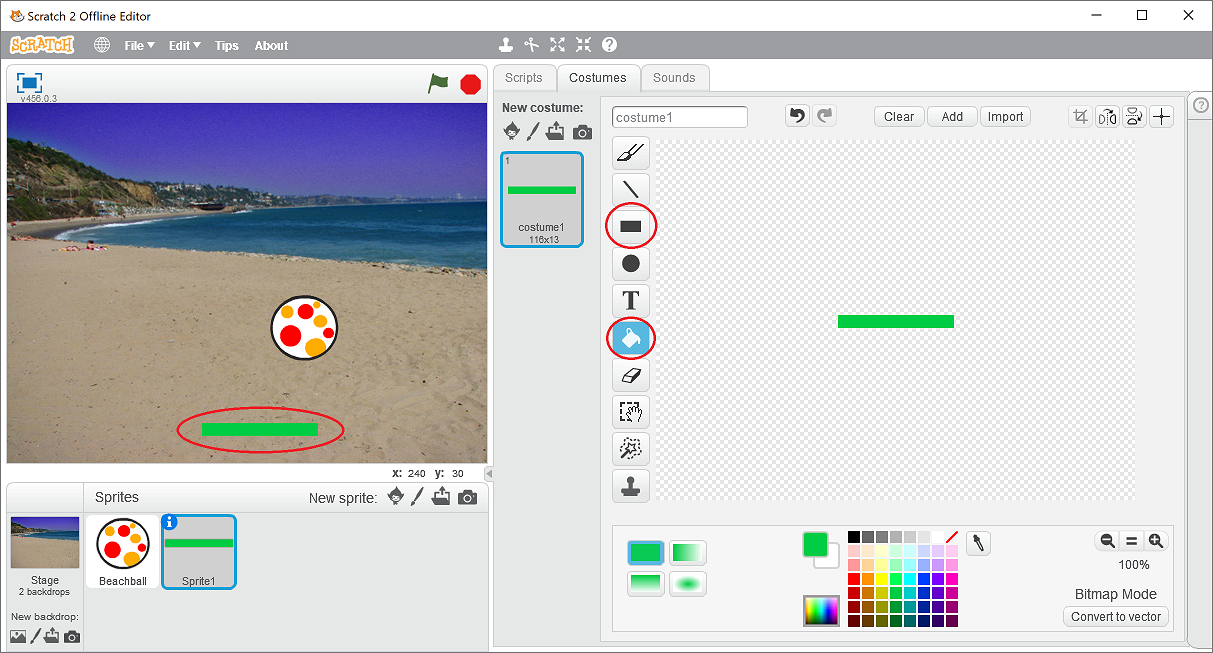 Scratch 2 Offline Editor
SCRATCH
File
Edit
Tips
About
v456.0.3
x: 240 y: 30
Sprites
New sprite:
Stage
2 backdrops
New backdrop:
Beachball
Sprite1
Scripts
Costumes
Sounds
New costume:
1
costume1
116x13
costume1
Clear
Add
Import
T
100%
Bitmap Mode
Convert to vector